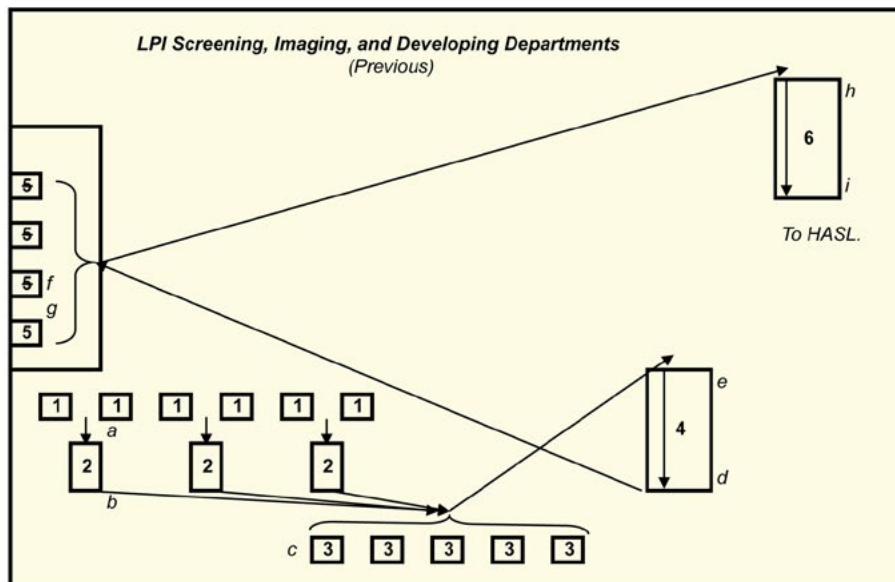 LPI Screening, Imaging, and Developing Departments
(Previous)
h
6
i
To HASL.
5
5
5 f
g
5
e
4
d
1 1 1 1 1 1
a
2 2 2
b
c 3 3 3 3 3